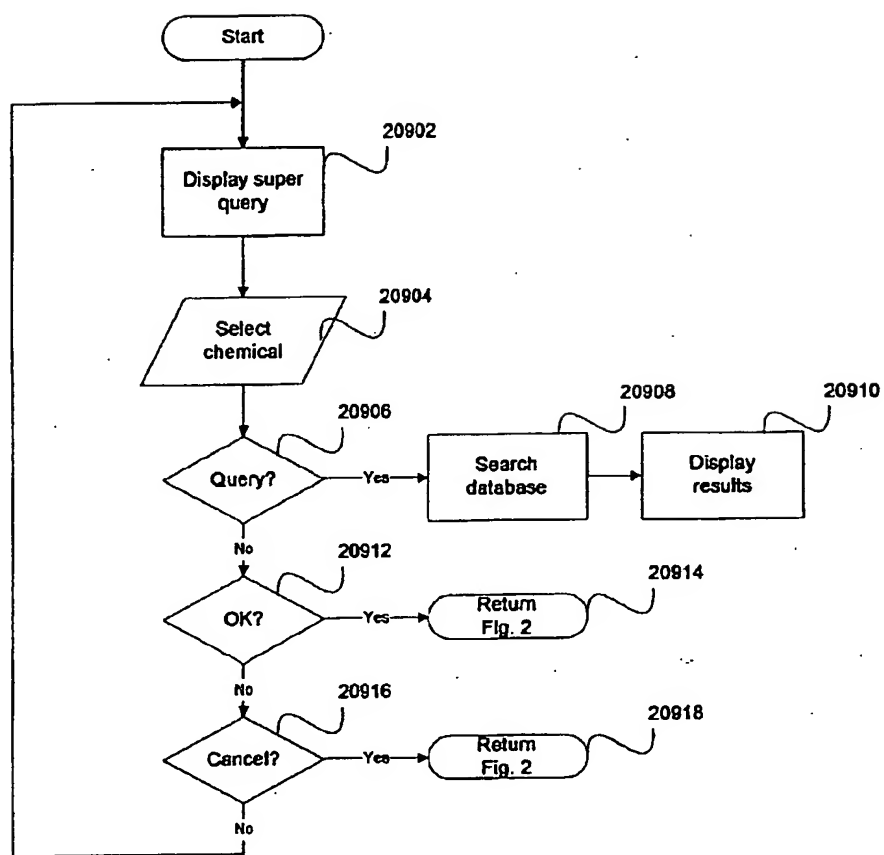 Start
20902
Display super
query
20904
Select
chemical
20906
Query?
Yes
20908
Search
database
20910
Display
results
No
20912
OK?
Yes
20914
Return
Fig. 2
No
20916
Cancel?
Yes
20918
Return
Fig. 2
No